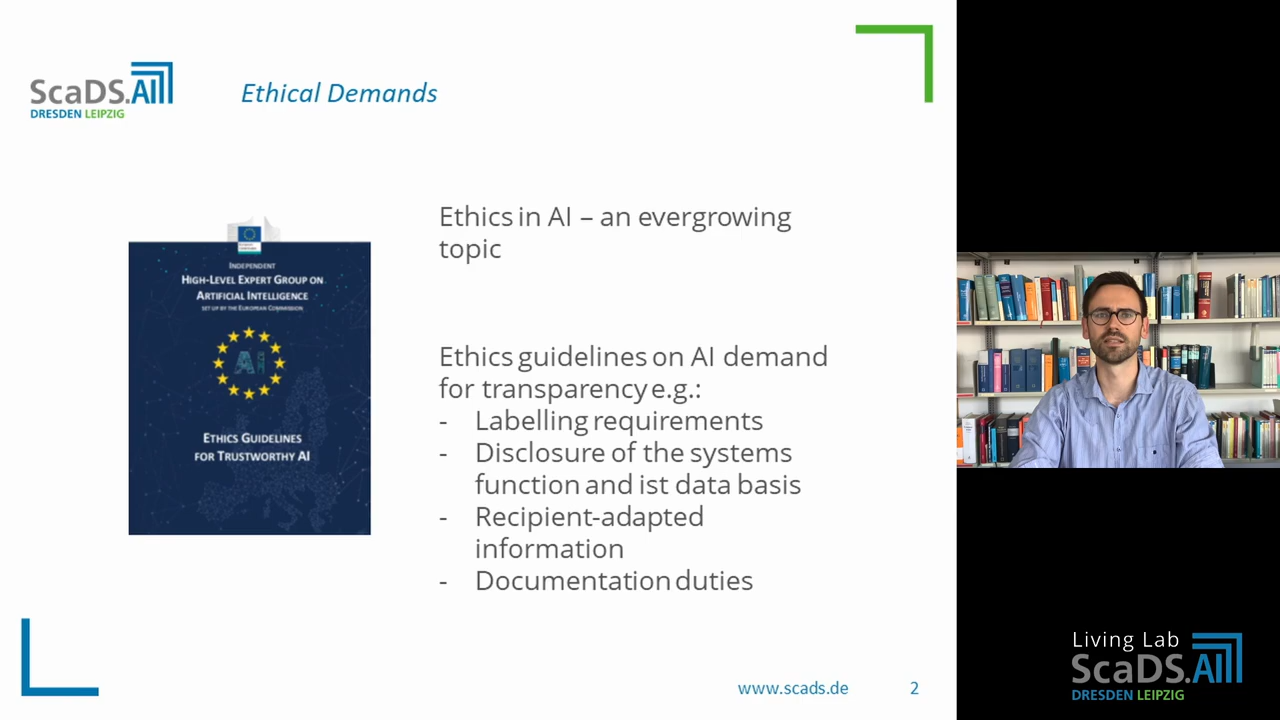 ScaDS.AI
DRESDEN LEIPZIG
Ethical Demands
INDEPENDENT
HIGH-LEVEL EXPERT GROUP ON
ARTIFICIAL INTELLIGENCE
SET UP BY THE EUROPEAN COMMISSION
AI
ETHICS GUIDELINES
FOR TRUSTWORTHY AI
Ethics in AI – an evergrowing
topic
Ethics guidelines on AI demand
for transparency e.g.:
- Labelling requirements
- Disclosure of the systems
function and ist data basis
- Recipient-adapted
information
- Documentation duties
www.scads.de 2
Living Lab
ScaDS.AI
DRESDEN LEIPZIG